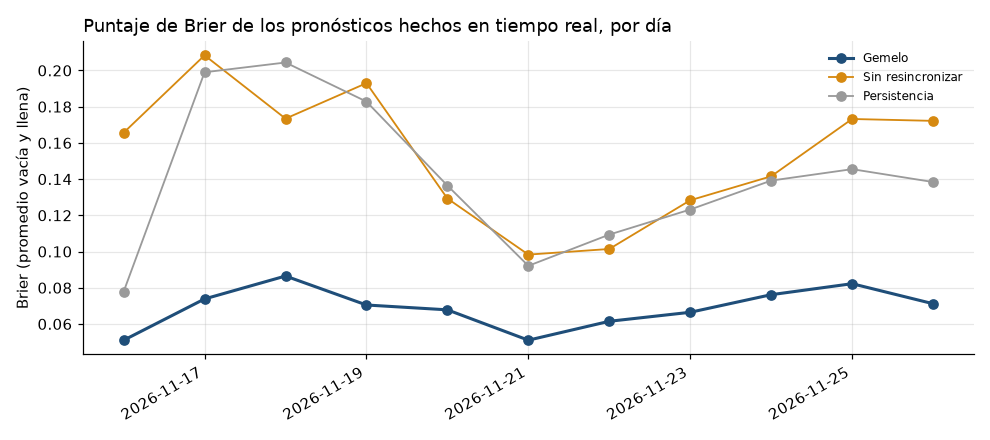 Puntaje de Brier de los pronósticos hechos en tiempo real, por día
Brier (promedio vacía y llena)
0.20
0.18
0.16
0.14
0.12
0.10
0.08
0.06
Gemelo
Sin resincronizar
Persistencia
2026-11-17
2026-11-19
2026-11-21
2026-11-23
2026-11-25